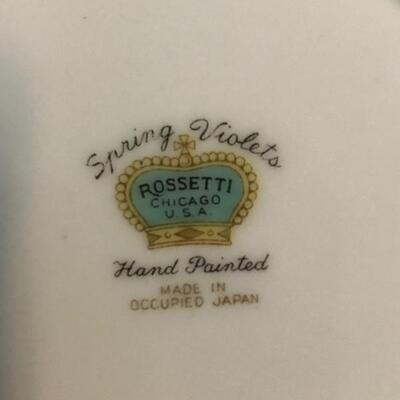 Spring Violets
ROSSETTI
CHICAGO
U.S.A.
Hand Painted
MADE IN
OCCUPIED JAPAN